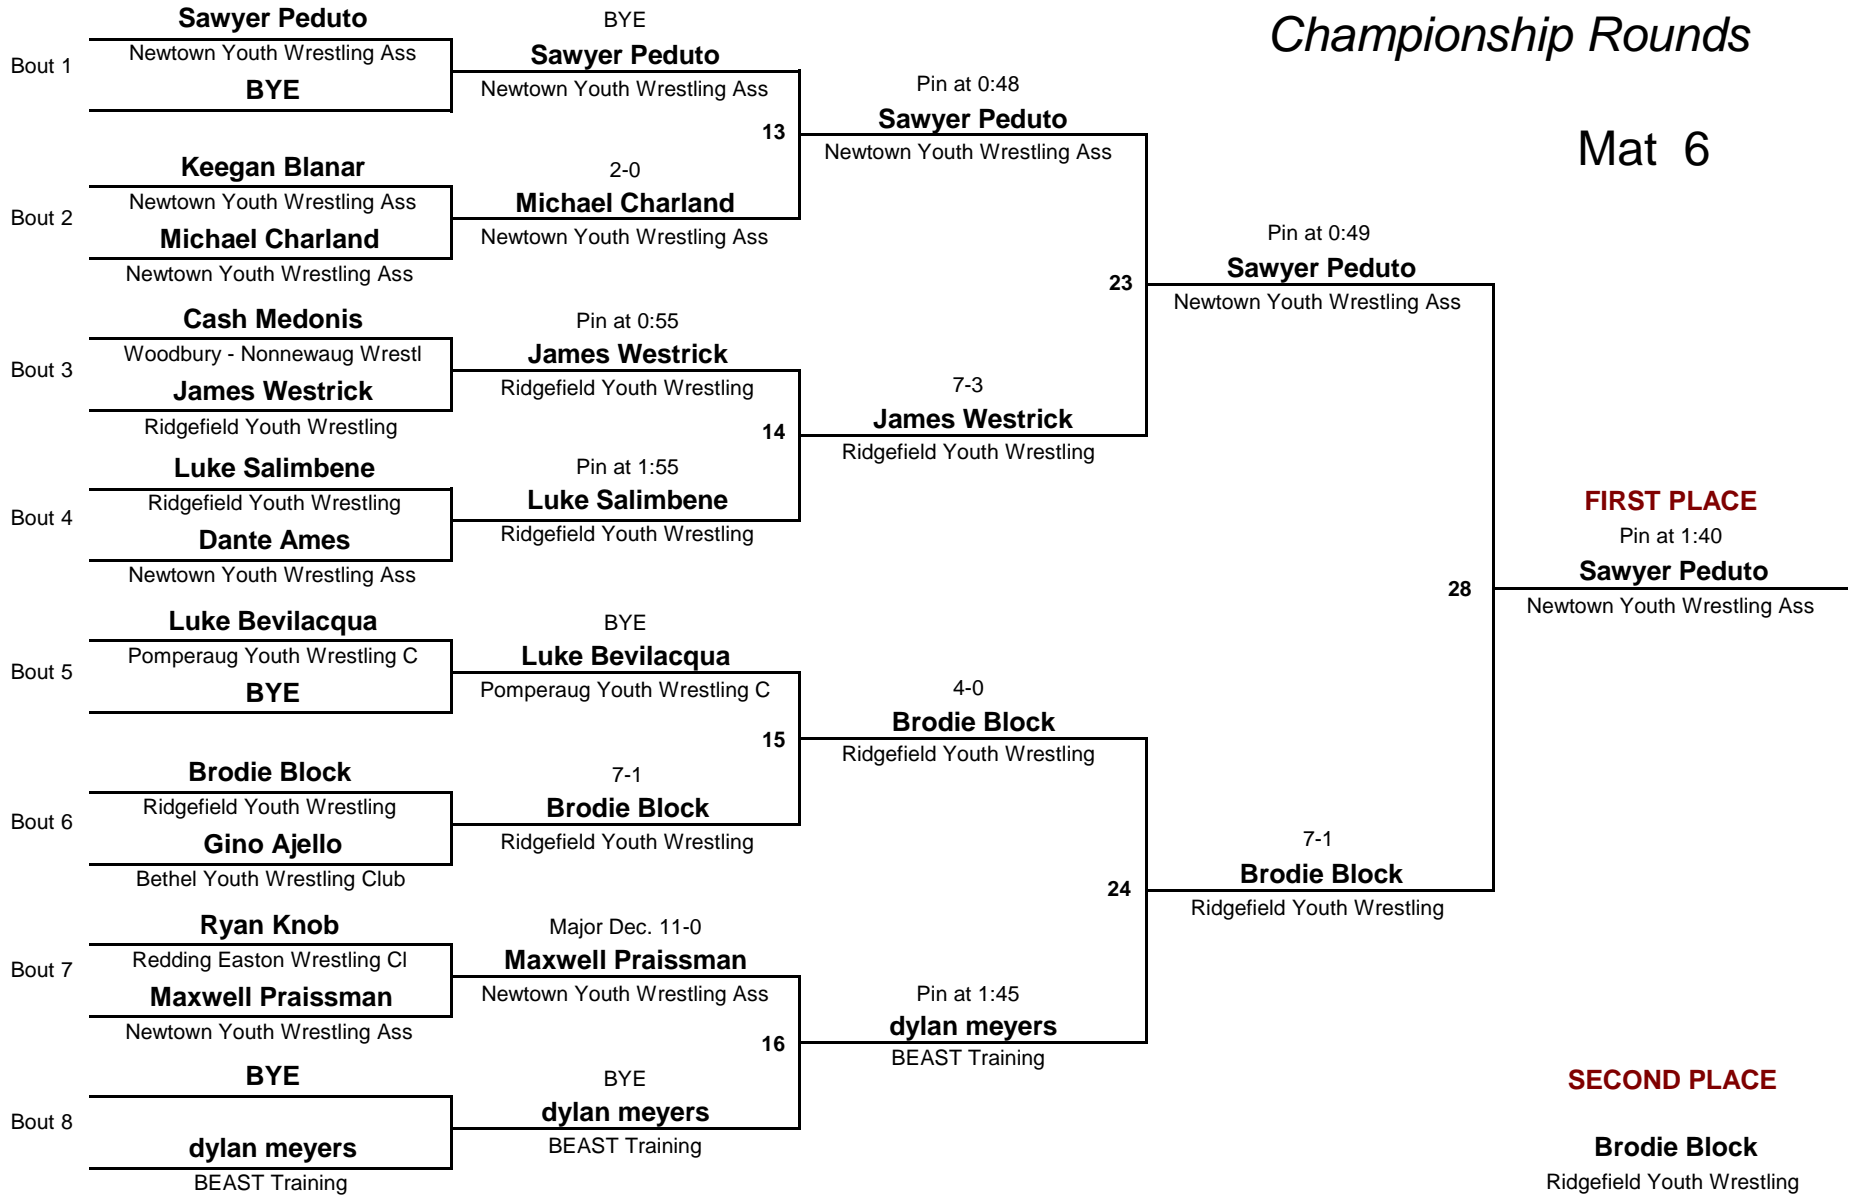 Championship Rounds
Mat 6
Bout 1
Sawyer Peduto
Newtown Youth Wrestling Ass
BYE
Bout 2
Keegan Blanar
Newtown Youth Wrestling Ass
Michael Charland
Newtown Youth Wrestling Ass
Bout 3
Cash Medonis
Woodbury - Nonnewaug Wrestl
James Westrick
Ridgefield Youth Wrestling
Bout 4
Luke Salimbene
Ridgefield Youth Wrestling
Dante Ames
Newtown Youth Wrestling Ass
Bout 5
Luke Bevilacqua
Pomperaug Youth Wrestling C
BYE
Bout 6
Brodie Block
Ridgefield Youth Wrestling
Gino Ajello
Bethel Youth Wrestling Club
Bout 7
Ryan Knob
Redding Easton Wrestling Cl
Maxwell Praissman
Newtown Youth Wrestling Ass
Bout 8
BYE
dylan meyers
BEAST Training
BYE
Sawyer Peduto
Newtown Youth Wrestling Ass
13
2-0
Michael Charland
Newtown Youth Wrestling Ass
Pin at 0:55
James Westrick
Ridgefield Youth Wrestling
14
Pin at 1:55
Luke Salimbene
Ridgefield Youth Wrestling
BYE
Luke Bevilacqua
Pomperaug Youth Wrestling C
15
7-1
Brodie Block
Ridgefield Youth Wrestling
Major Dec. 11-0
Maxwell Praissman
Newtown Youth Wrestling Ass
16
BYE
dylan meyers
BEAST Training
Pin at 0:48
Sawyer Peduto
Newtown Youth Wrestling Ass
23
7-3
James Westrick
Ridgefield Youth Wrestling
4-0
Brodie Block
Ridgefield Youth Wrestling
24
Pin at 1:45
dylan meyers
BEAST Training
Pin at 0:49
Sawyer Peduto
Newtown Youth Wrestling Ass
28
7-1
Brodie Block
Ridgefield Youth Wrestling
FIRST PLACE
Pin at 1:40
Sawyer Peduto
Newtown Youth Wrestling Ass
SECOND PLACE
Brodie Block
Ridgefield Youth Wrestling